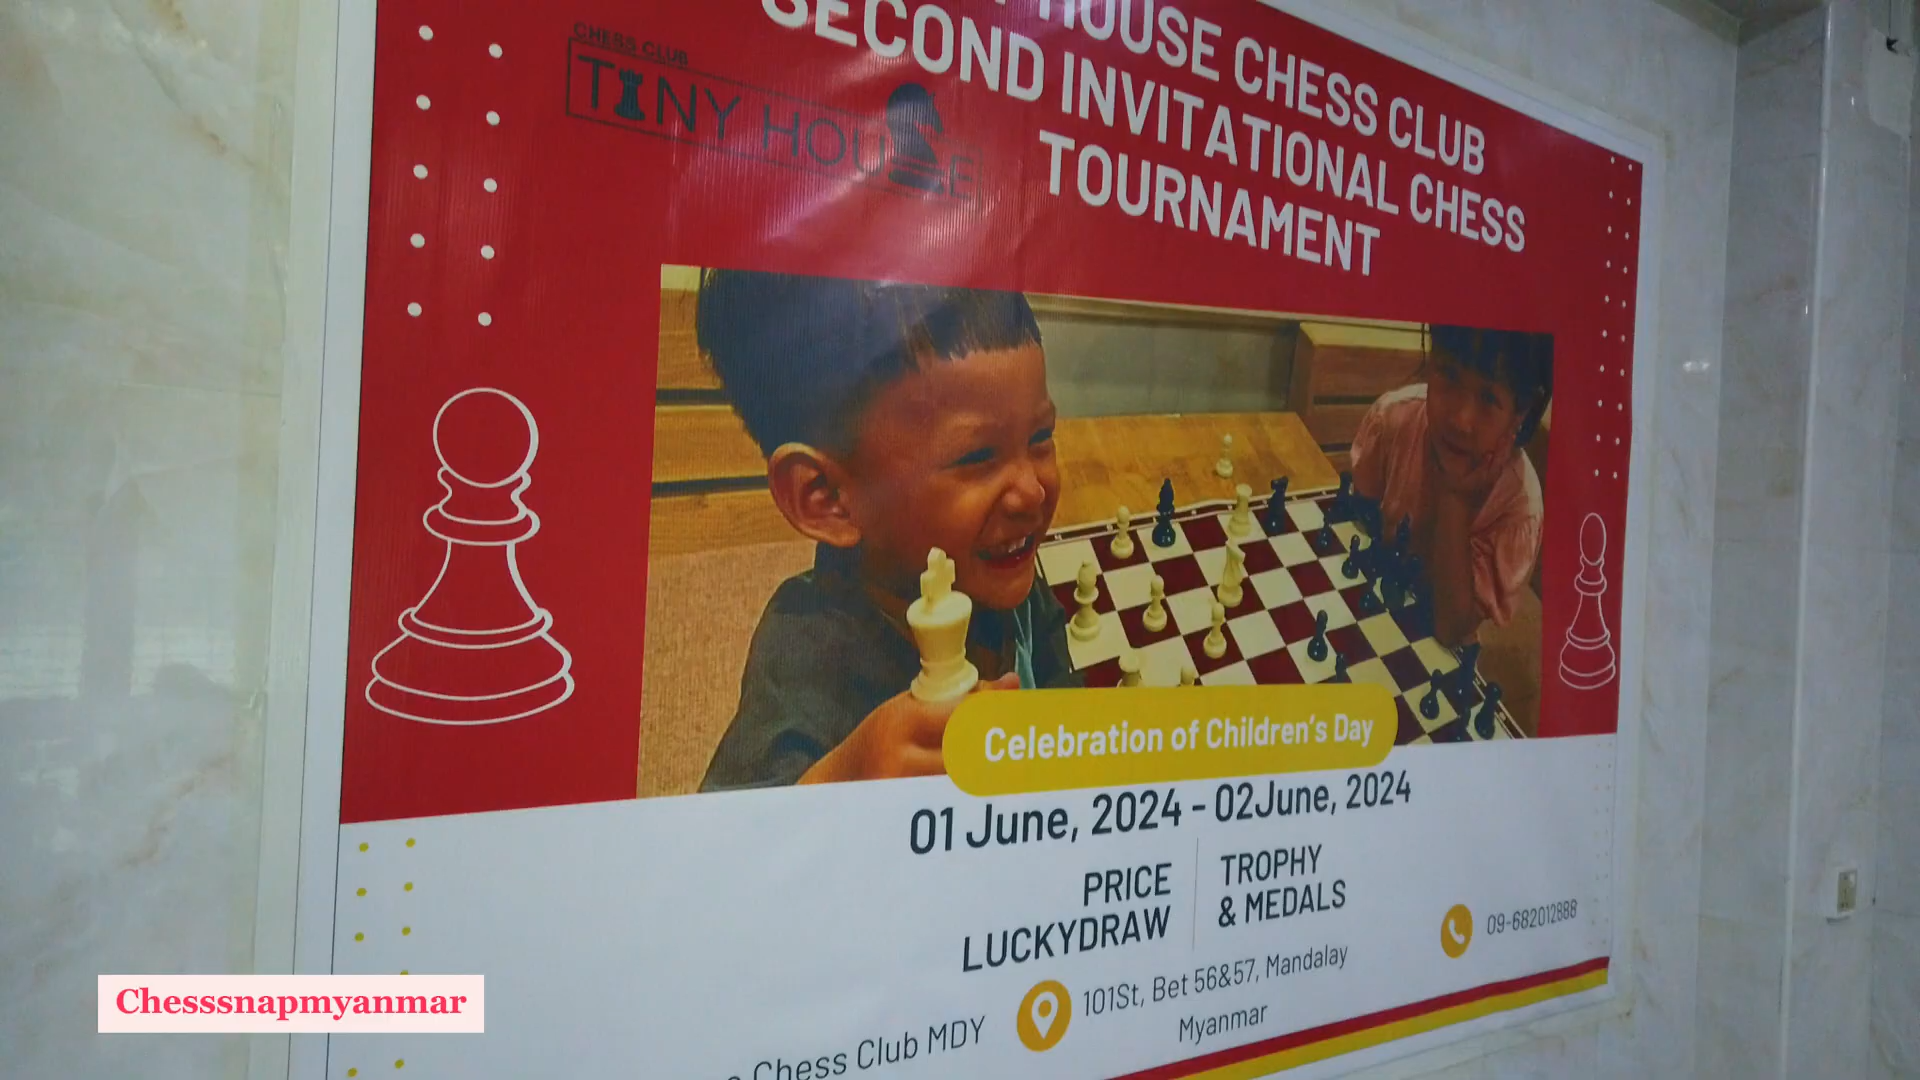 HOUSE CHESS CLUB
SECOND INVITATIONAL CHESS
TOURNAMENT
CHESS CLUB
TINY HOUSE
Celebration of Children's Day
01 June, 2024 - 02June, 2024
PRICE
LUCKYDRAW
TROPHY
& MEDALS
09-682012888
101St, Bet 56&57, Mandalay
Myanmar
Chess Club MDY
Chesssnapmyanmar